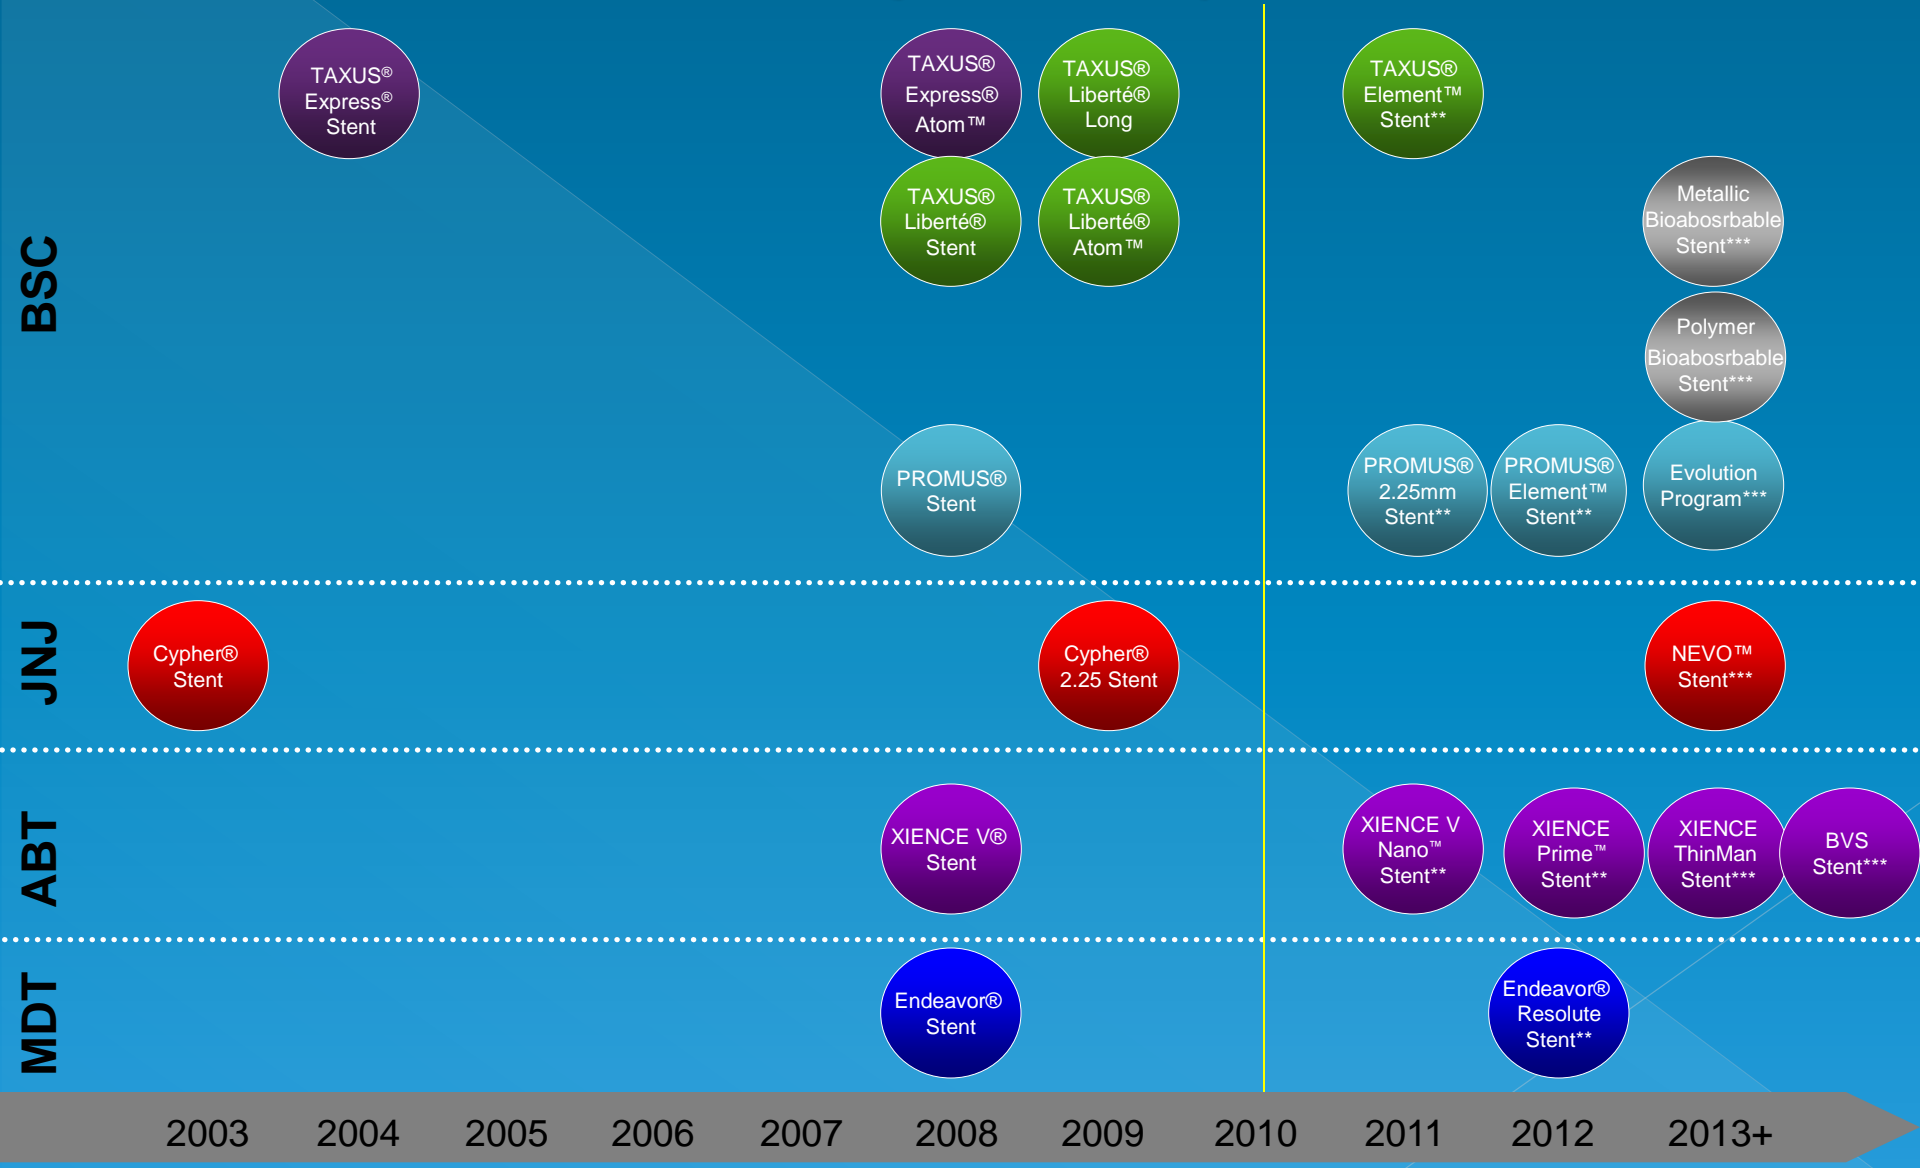 BSC
TAXUS®
Express®
Stent
TAXUS®
Express®
Atom™
TAXUS®
Liberté®
Long
TAXUS®
Element™
Stent**
TAXUS®
Liberté®
Stent
TAXUS®
Liberté®
Atom™
Metallic
Bioabosrbable
Stent***
Polymer
Bioabosrbable
Stent***
PROMUS®
Stent
PROMUS®
2.25mm
Stent**
PROMUS®
Element™
Stent**
Evolution
Program***
JNJ
Cypher®
Stent
Cypher®
2.25 Stent
NEVO™
Stent***
ABT
XIENCE V®
Stent
XIENCE V
Nano™
Stent**
XIENCE
Prime™
Stent**
XIENCE
ThinMan
Stent***
BVS
Stent***
MDT
Endeavor®
Stent
Endeavor®
Resolute
Stent**
2003 2004 2005 2006 2007 2008 2009 2010 2011 2012 2013+